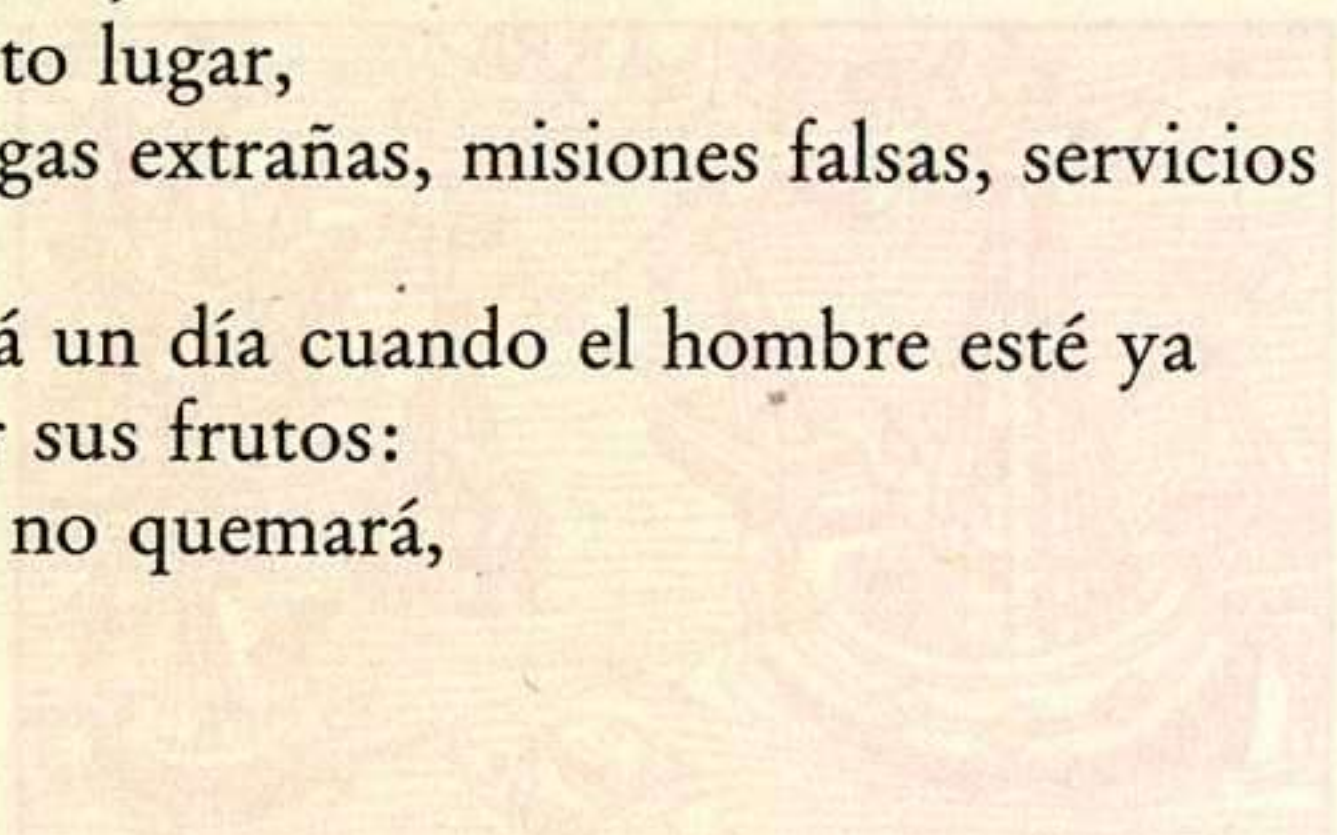 to lugar,
gas extrañas, misiones falsas, servicios
á un día cuando el hombre esté ya
sus frutos:
no quemará,